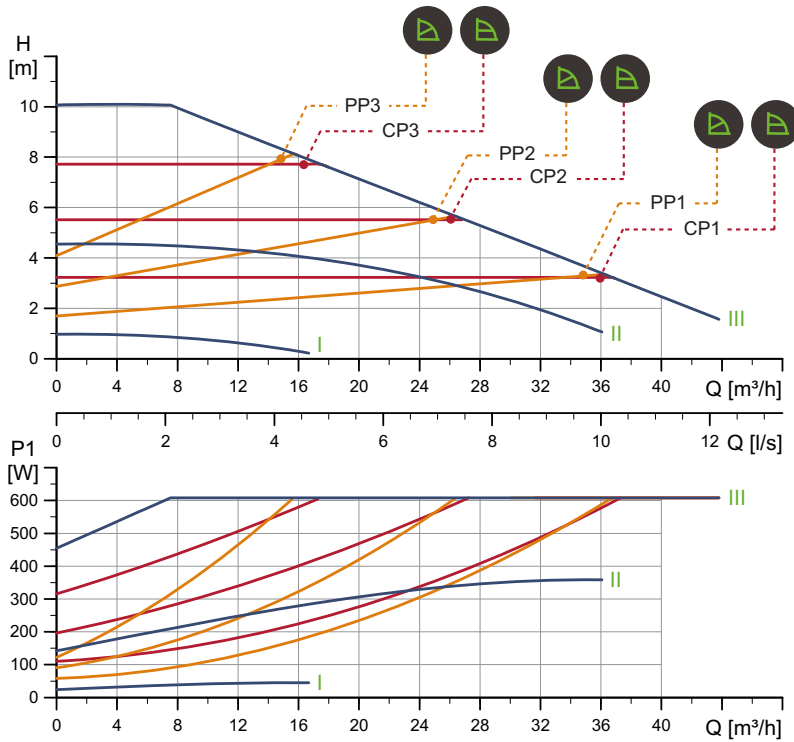 H
[m]
10
8
6
4
2
0
PP3
CP3
PP2
CP2
PP1
CP1
I
II
III
0 4 8 12 16 20 24 28 32 36 40 Q [m³/h]
0 2 4 6 8 10 12 Q [l/s]
P1
[W]
600
500
400
300
200
100
0
III
II
I
0 4 8 12 16 20 24 28 32 36 40 Q [m³/h]